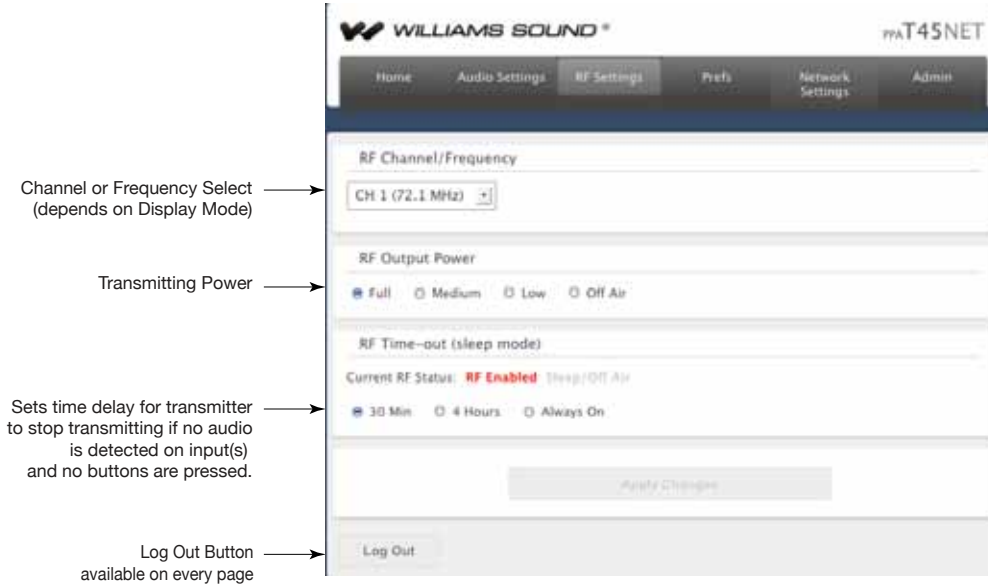 WILLIAMS SOUND®
PPA T45NET
Home Audio Settings RF Settings Prefs Network Settings Admin
RF Channel/Frequency
Channel or Frequency Select
(depends on Display Mode)
CH 1 (72.1 MHz)
RF Output Power
Transmitting Power
Full Medium Low Off Air
RF Time-out (sleep mode)
Current RF Status: RF Enabled Sleep/Off Air
Sets time delay for transmitter
to stop transmitting if no audio
is detected on input(s)
and no buttons are pressed.
30 Min 4 Hours Always On
Apply Changes
Log Out Button
available on every page
Log Out